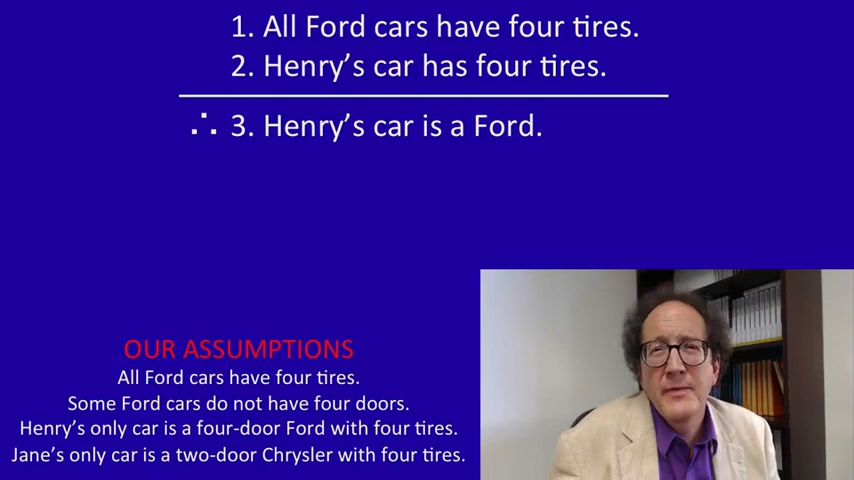 1. All Ford cars have four tires.
2. Henry’s car has four tires.
∴ 3. Henry’s car is a Ford.
OUR ASSUMPTIONS
All Ford cars have four tires.
Some Ford cars do not have four doors.
Henry’s only car is a four-door Ford with four tires.
Jane’s only car is a two-door Chrysler with four tires.